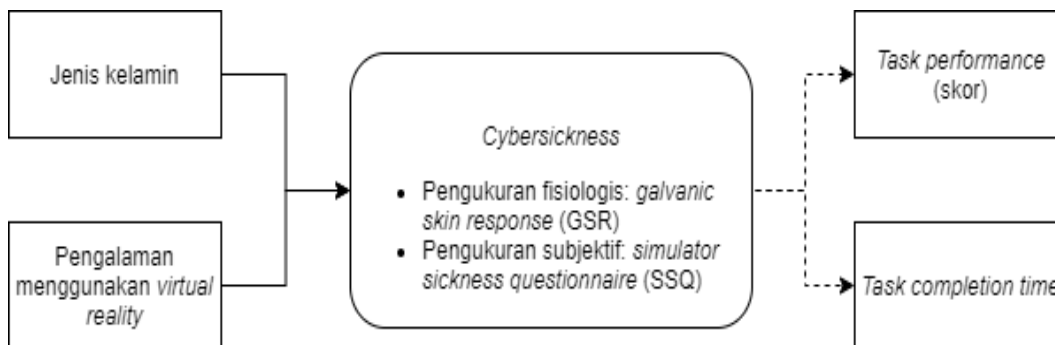 Jenis kelamin
Pengalaman
menggunakan virtual
reality
Cybersickness
• Pengukuran fisiologis: galvanic
skin response (GSR)
• Pengukuran subjektif: simulator
sickness questionnaire (SSQ)
Task performance
(skor)
Task completion time